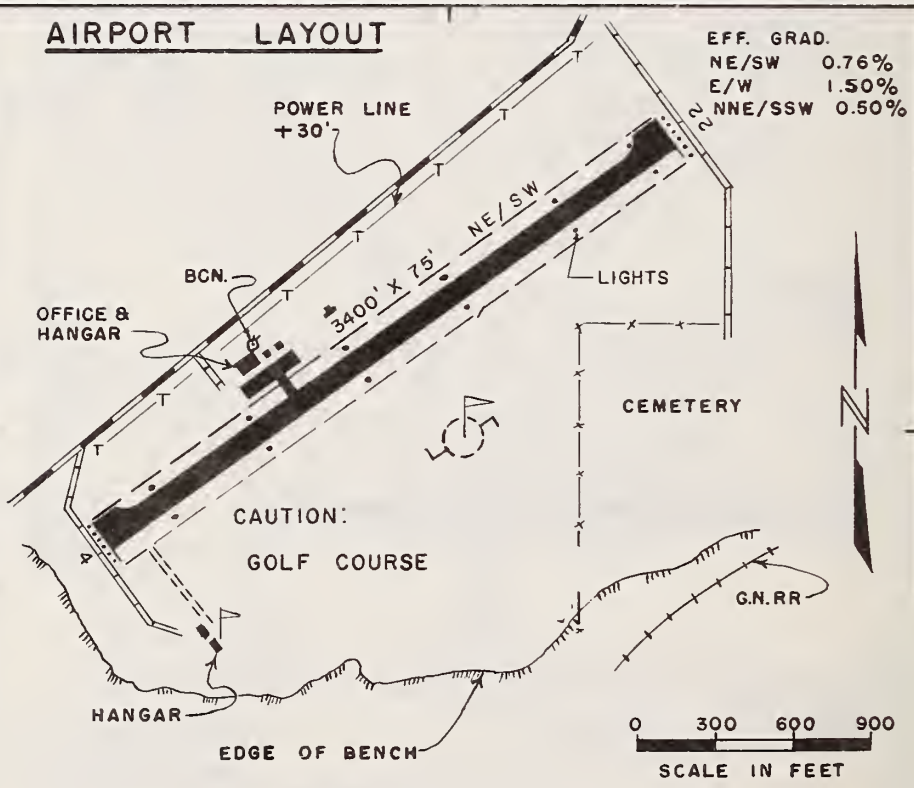 AIRPORT LAYOUT
EFF. GRAD.
NE/SW 0.76%
E/W 1.50%
NNE/SSW 0.50%
POWER LINE
+30'
T
T
T
T
T
T
T
T
22
3400' X 75' NE/SW
BCN.
LIGHTS
OFFICE &
HANGAR
CEMETERY
N
CAUTION:
GOLF COURSE
4
G.N.RR
HANGAR
EDGE OF BENCH
0 300 600 900
SCALE IN FEET